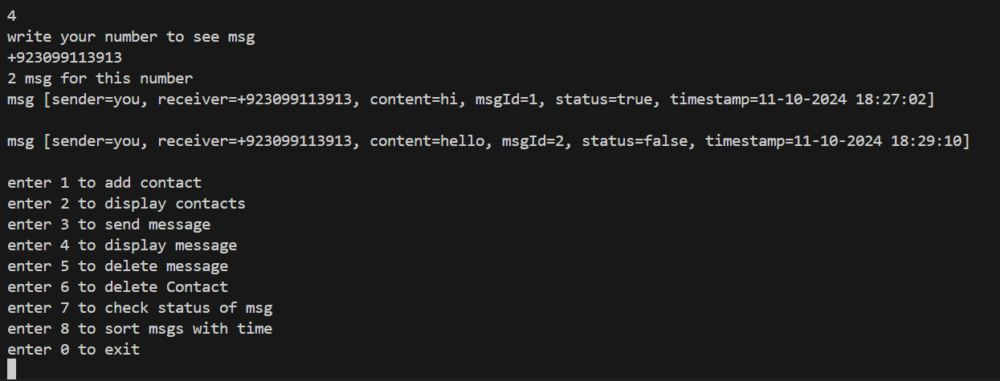 4
write your number to see msg
+923099113913
2 msg for this number
msg [sender=you, receiver=+923099113913, content=hi, msgId=1, status=true, timestamp=11-10-2024 18:27:02]
msg [sender=you, receiver=+923099113913, content=hello, msgId=2, status=false, timestamp=11-10-2024 18:29:10]
enter 1 to add contact
enter 2 to display contacts
enter 3 to send message
enter 4 to display message
enter 5 to delete message
enter 6 to delete Contact
enter 7 to check status of msg
enter 8 to sort msgs with time
enter 0 to exit